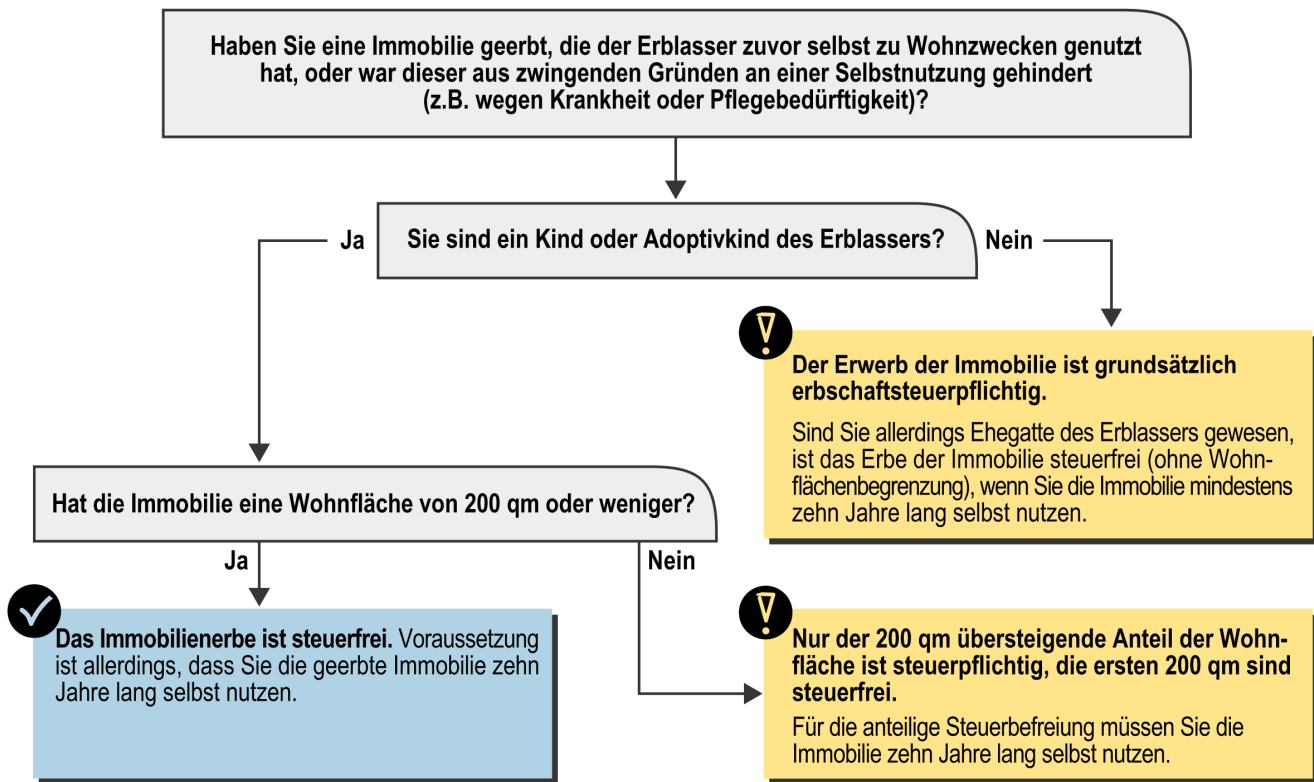 Haben Sie eine Immobilie geerbt, die der Erblasser zuvor selbst zu Wohnzwecken genutzt
hat, oder war dieser aus zwingenden Gründen an einer Selbstnutzung gehindert
(z.B. wegen Krankheit oder Pflegebedürftigkeit)?
Ja
Sie sind ein Kind oder Adoptivkind des Erblassers?
Nein
Der Erwerb der Immobilie ist grundsätzlich
erbschaftsteuerpflichtig.
Sind Sie allerdings Ehegatte des Erblassers gewesen,
ist das Erbe der Immobilie steuerfrei (ohne Wohn-
flächenbegrenzung), wenn Sie die Immobilie mindestens
zehn Jahre lang selbst nutzen.
Hat die Immobilie eine Wohnfläche von 200 qm oder weniger?
Ja
Nein
Das Immobilienerbe ist steuerfrei. Voraussetzung
ist allerdings, dass Sie die geerbte Immobilie zehn
Jahre lang selbst nutzen.
Nur der 200 qm übersteigende Anteil der Wohn-
fläche ist steuerpflichtig, die ersten 200 qm sind
steuerfrei.
Für die anteilige Steuerbefreiung müssen Sie die
Immobilie zehn Jahre lang selbst nutzen.